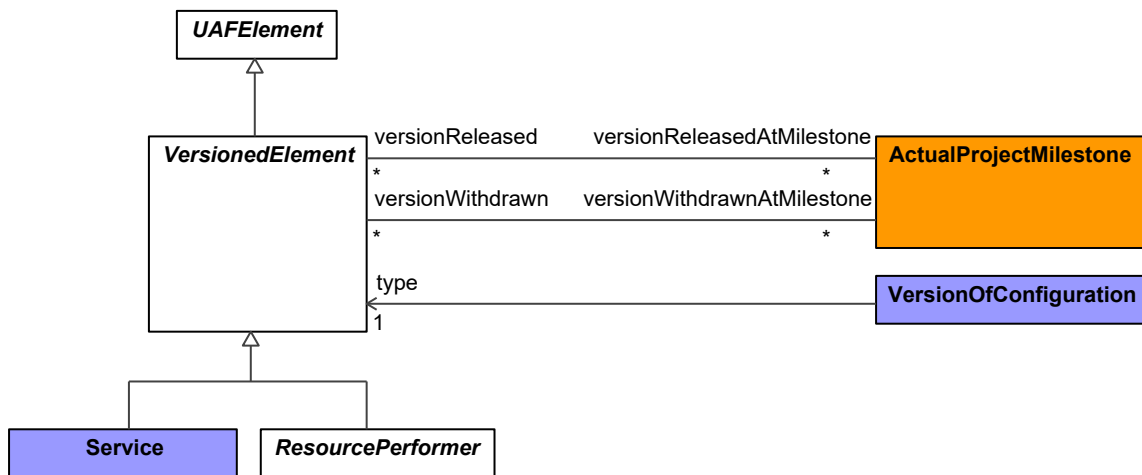 UAFElement
VersionedElement
versionReleased versionReleasedAtMilestone
* *
versionWithdrawn versionWithdrawnAtMilestone
* *
ActualProjectMilestone
type
1
VersionOfConfiguration
Service
ResourcePerformer